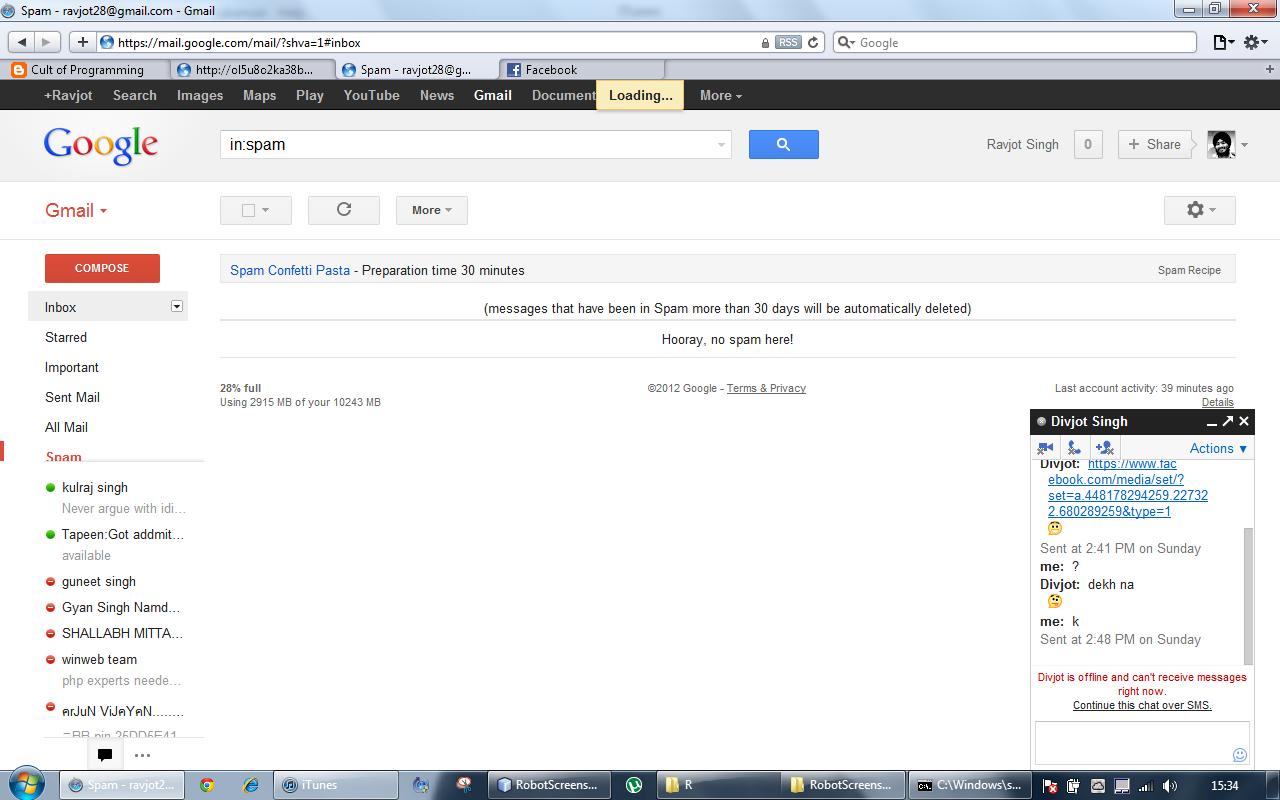 Spam - ravjot28@gmail.com - Gmail
https://mail.google.com/mail/?shva=1#inbox
RSS
Google
Cult of Programming
http://ol5u8o2ka38b...
Spam - ravjot28@g...
Facebook
+Ravjot Search Images Maps Play YouTube News Gmail Document Loading... More
Google
in:spam
Ravjot Singh
0
+ Share
Gmail
More
COMPOSE
Inbox
Starred
Important
Sent Mail
All Mail
Spam
kulraj singh
Never argue with idi...
Tapeen:Got addmit...
available
guneet singh
Gyan Singh Namd...
SHALLABH MITTA...
winweb team
php experts neede...
คrJuN ViJคYคN........
Spam Confetti Pasta - Preparation time 30 minutes
Spam Recipe
(messages that have been in Spam more than 30 days will be automatically deleted)
Hooray, no spam here!
28% full
Using 2915 MB of your 10243 MB
©2012 Google - Terms & Privacy
Last account activity: 39 minutes ago
Details
Divjot Singh
Actions ▼
Divjot: https://www.fac
ebook.com/media/set/?
set=a.448178294259.22732
2.680289259&type=1
Sent at 2:41 PM on Sunday
me: ?
Divjot: dekh na
me: k
Sent at 2:48 PM on Sunday
Divjot is offline and can't receive messages
right now.
Continue this chat over SMS.
Spam - ravjot2...
iTunes
RobotScreens...
R
RobotScreens...
C:\Windows\s...
15:34